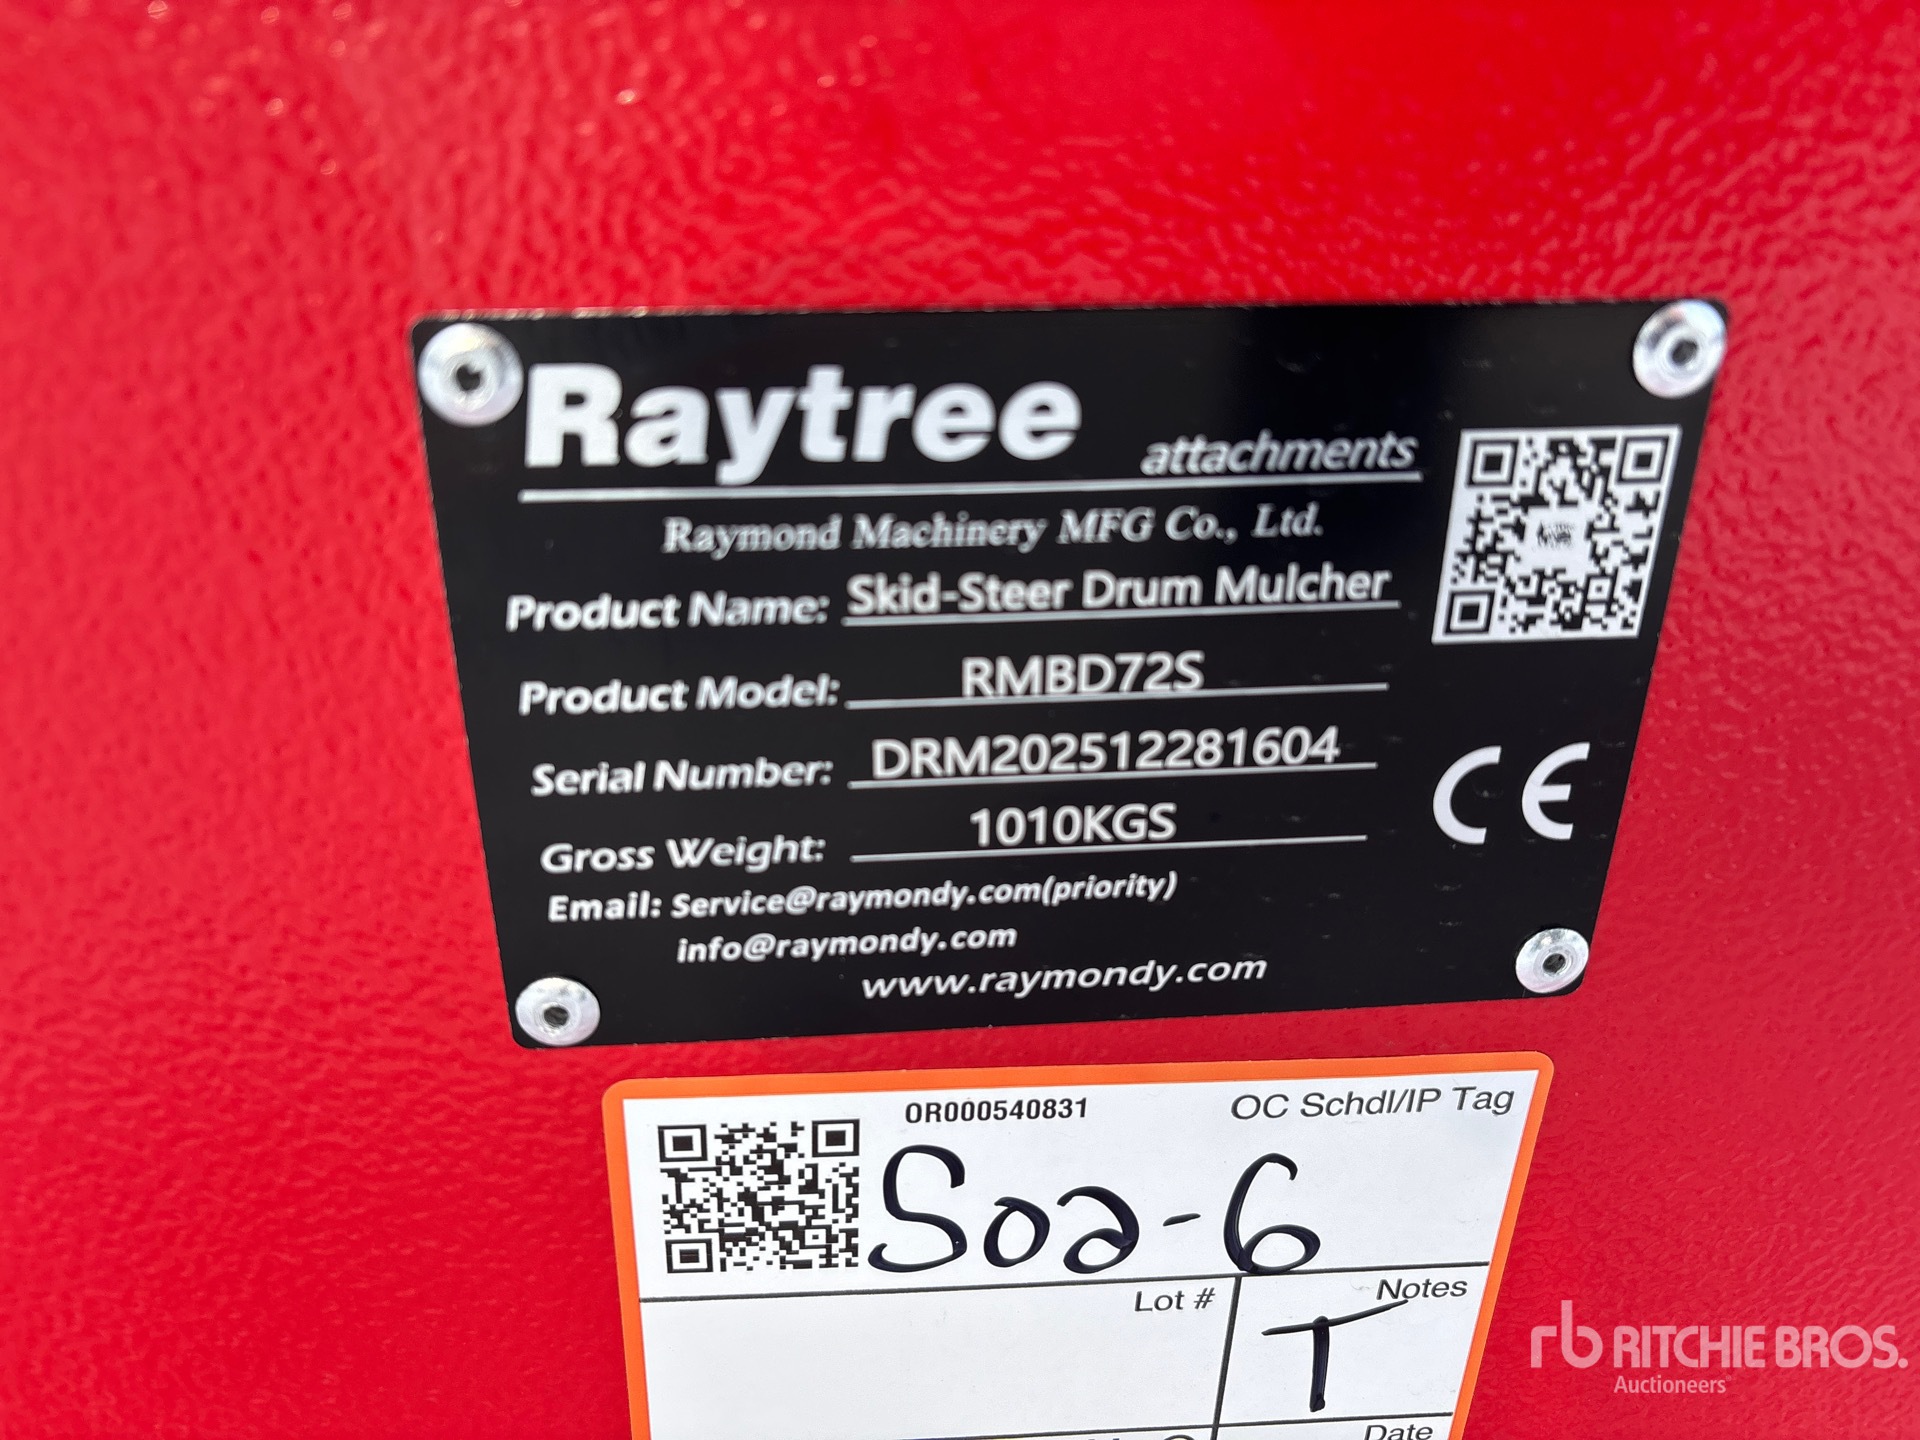 Raytree attachments
Raymond Machinery MFG Co., Ltd.
Product Name: Skid-Steer Drum Mulcher
Product Model: RMBD72S
Serial Number: DRM202512281604
Gross Weight: 1010KGS
CE
Email: Service@raymondy.com(priority)
info@raymondy.com
www.raymondy.com
OR000540831 OC Schdl/IP Tag
S02-6
Lot # Notes
T
Date
rb RITCHIE BROS.
Auctioneers